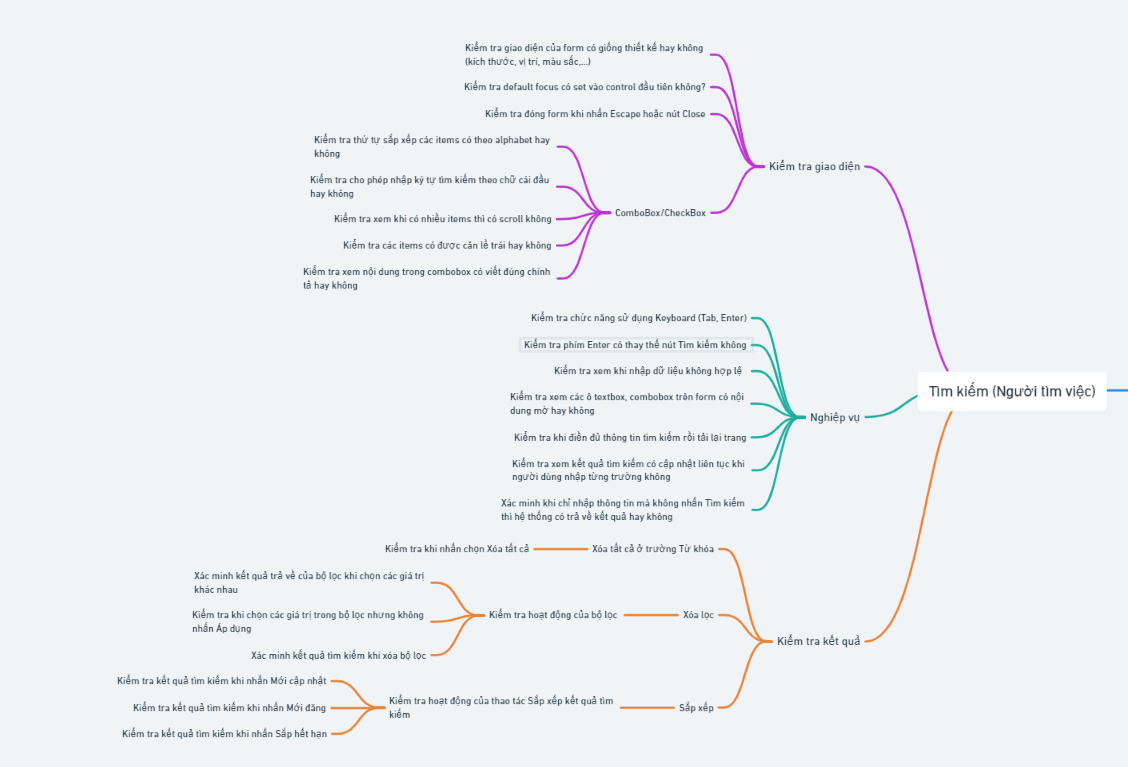 Kiểm tra giao diện của form có giống thiết kế hay không
(kích thước, vị trí, màu sắc,...)
Kiểm tra default focus có set vào control đầu tiên không?
Kiểm tra đóng form khi nhấn Escape hoặc nút Close
Kiểm tra thứ tự sắp xếp các items có theo alphabet hay
không
Kiểm tra giao diện
Kiểm tra cho phép nhập ký tự tìm kiếm theo chữ cái đầu
hay không
ComboBox/CheckBox
Kiểm tra xem khi có nhiều items thì có scroll không
Kiểm tra các items có được căn lề trái hay không
Kiểm tra xem nội dung trong combobox có viết đúng chính
tả hay không
Kiểm tra chức năng sử dụng Keyboard (Tab, Enter)
Kiểm tra phím Enter có thay thế nút Tìm kiếm không
Kiểm tra xem khi nhập dữ liệu không hợp lệ
Tìm kiếm (Người tìm việc)
Kiểm tra xem các ô textbox, combobox trên form có nội
dung mờ hay không
Nghiệp vụ
Kiểm tra khi điền đủ thông tin tìm kiếm rồi tải lại trang
Kiểm tra xem kết quả tìm kiếm có cập nhật liên tục khi
người dùng nhập từng trường không
Xác minh khi chỉ nhập thông tin mà không nhấn Tìm kiếm
thì hệ thống có trả về kết quả hay không
Kiểm tra khi nhấn chọn Xóa tất cả
Xóa tất cả ở trường Từ khóa
Xác minh kết quả trả về của bộ lọc khi chọn các giá trị
khác nhau
Kiểm tra khi chọn các giá trị trong bộ lọc nhưng không
nhấn Áp dụng
Kiểm tra hoạt động của bộ lọc
Xóa lọc
Kiểm tra kết quả
Xác minh kết quả tìm kiếm khi xóa bộ lọc
Kiểm tra kết quả tìm kiếm khi nhấn Mới cập nhật
Kiểm tra kết quả tìm kiếm khi nhấn Mới đăng
Kiểm tra kết quả tìm kiếm khi nhấn Sắp hết hạn
Kiểm tra hoạt động của thao tác Sắp xếp kết quả tìm
kiếm
Sắp xếp